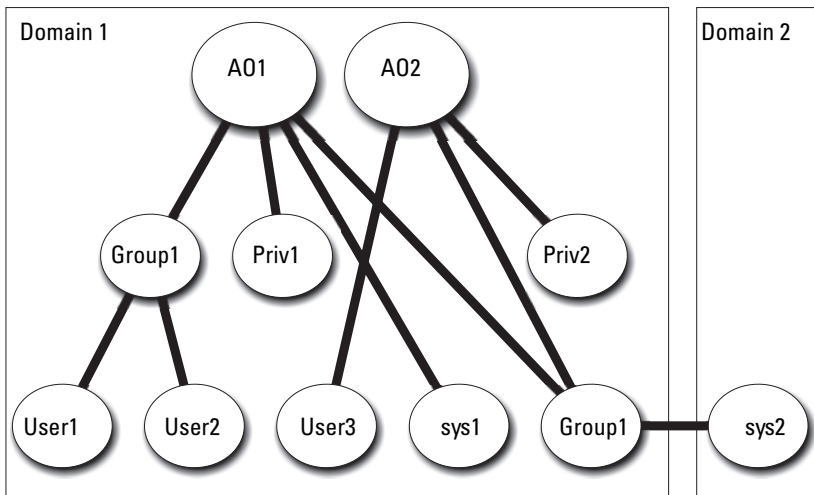 Domain 1
Domain 2
AO1
AO2
Group1
Priv1
Priv2
User1
User2
User3
sys1
Group1
sys2